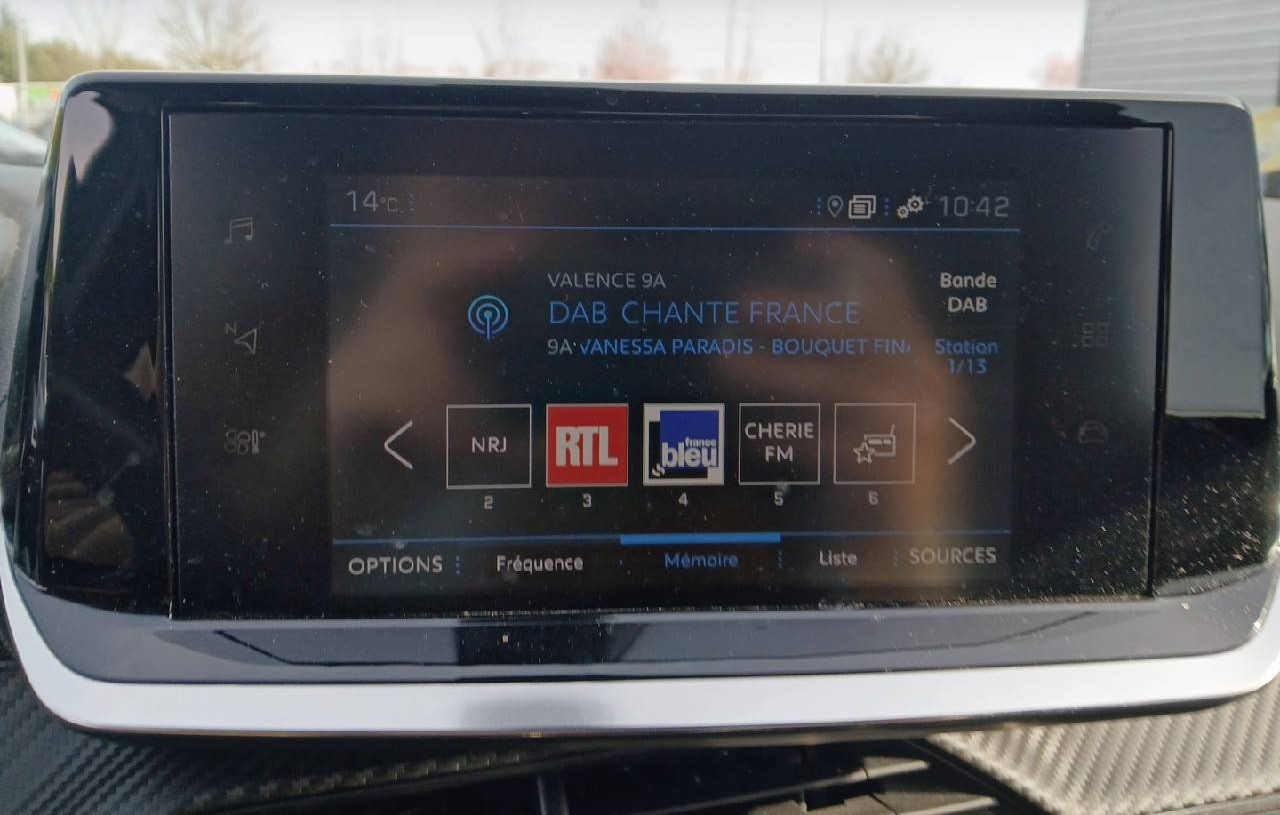 14°C
10:42
VALENCE 9A
Bande
DAB
DAB CHANTE FRANCE
9A VANESSA PARADIS - BOUQUET FIN
Station
1/13
N
NRJ
RTL
france
bleu
CHERIE
FM
2
3
4
5
6
OPTIONS
Fréquence
Mémoire
Liste
SOURCES